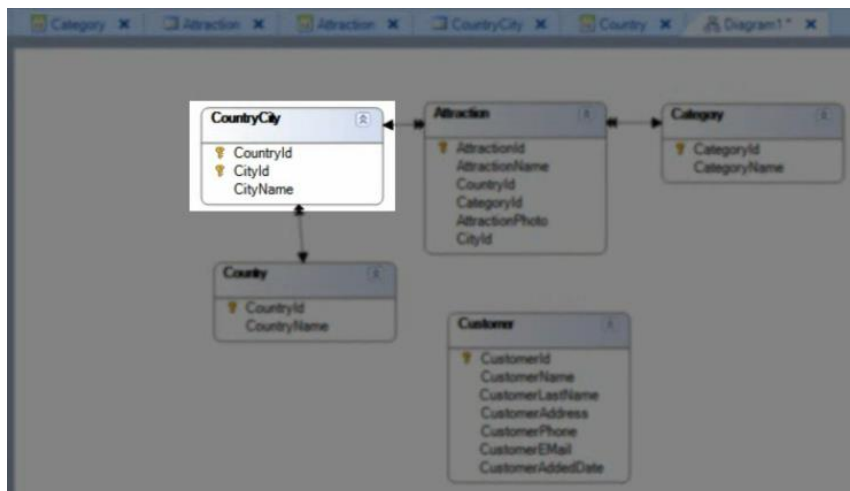 Category
Attraction
Attraction
CountryCity
Country
Diagram1 *
CountryCity
CountryId
CityId
CityName
Attraction
AttractionId
AttractionName
CountryId
CategoryId
AttractionPhoto
CityId
Category
CategoryId
CategoryName
Country
CountryId
CountryName
Customer
CustomerId
CustomerName
CustomerLastName
CustomerAddress
CustomerPhone
CustomerEMail
CustomerAddedDate